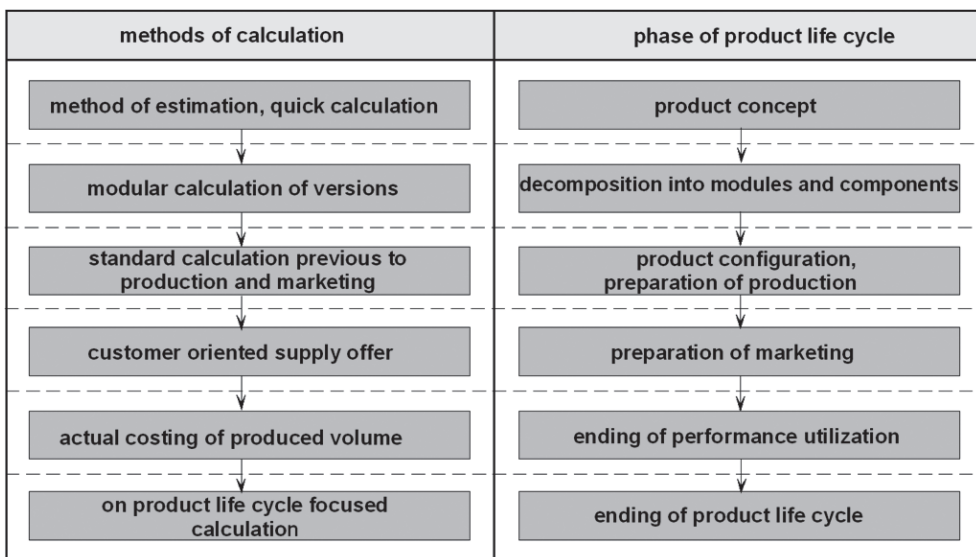 methods of calculation
phase of product life cycle
method of estimation, quick calculation
product concept
modular calculation of versions
decomposition into modules and components
standard calculation previous to
production and marketing
product configuration,
preparation of production
customer oriented supply offer
preparation of marketing
actual costing of produced volume
ending of performance utilization
on product life cycle focused
calculation
ending of product life cycle